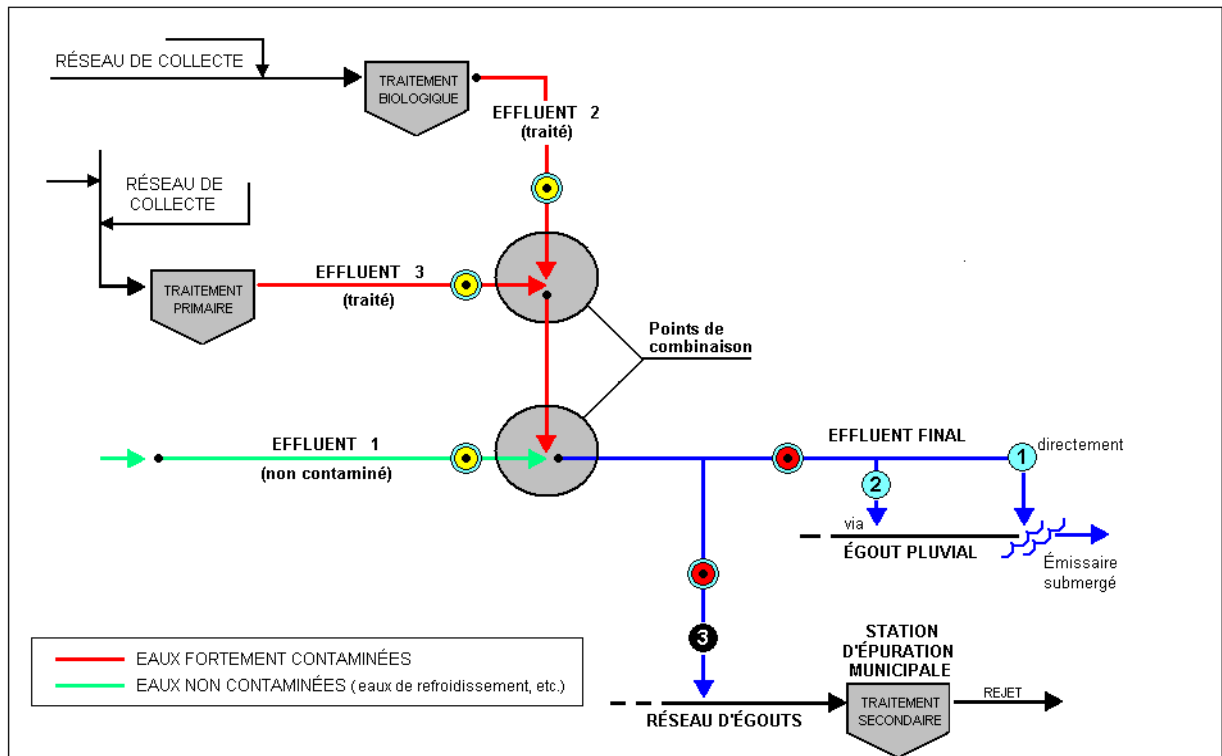 RÉSEAU DE COLLECTE
TRAITEMENT
BIOLOGIQUE
EFFLUENT 2
(traité)
RÉSEAU DE
COLLECTE
TRAITEMENT
PRIMAIRE
EFFLUENT 3
(traité)
Points de
combinaison
EFFLUENT 1
(non contaminé)
EFFLUENT FINAL
1
directement
2
via
ÉGOUT PLUVIAL
Émissaire
submergé
3
STATION
D'ÉPURATION
MUNICIPALE
TRAITEMENT
SECONDAIRE
REJET
RÉSEAU D'ÉGOUTS
EAUX FORTEMENT CONTAMINÉES
EAUX NON CONTAMINÉES (eaux de refroidissement, etc.)